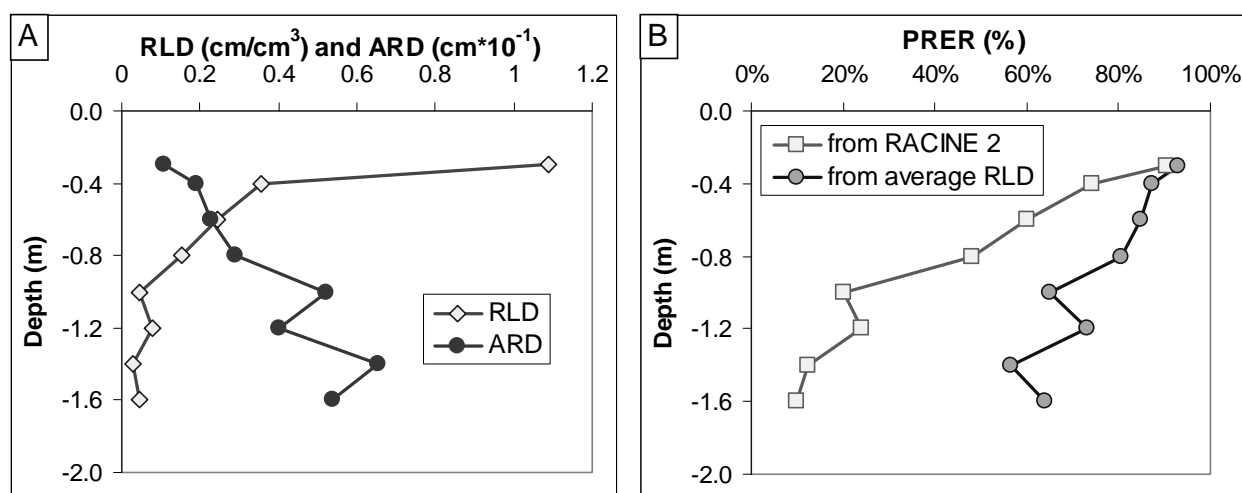 A
RLD (cm/cm³) and ARD (cm*10⁻¹)
0 0.2 0.4 0.6 0.8 1 1.2
0.0
-0.4
-0.8
-1.2
-1.6
-2.0
Depth (m)
RLD
ARD
B
PRER (%)
0% 20% 40% 60% 80% 100%
0.0
-0.4
-0.8
-1.2
-1.6
-2.0
Depth (m)
from RACINE 2
from average RLD